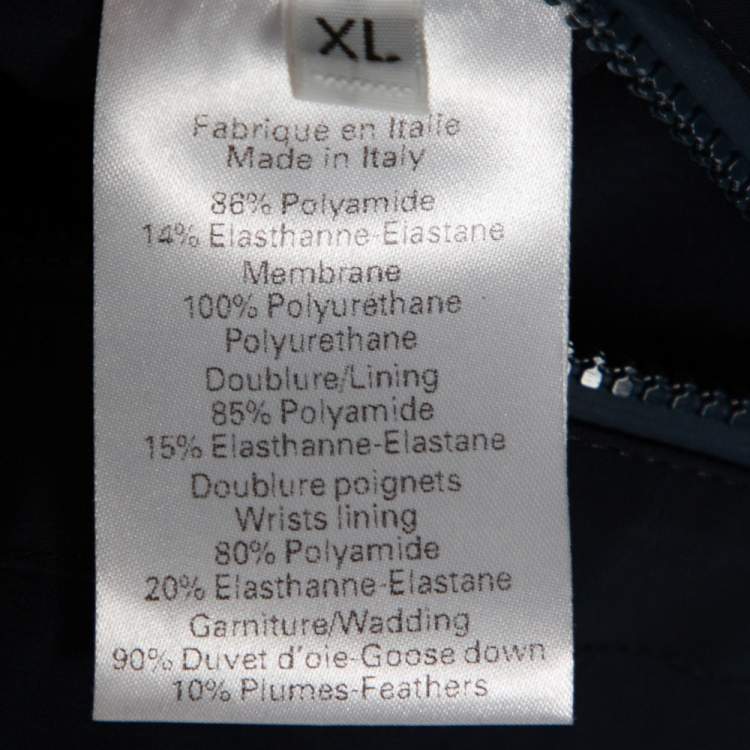 XL
Fabriqué en Italie
Made in Italy
86% Polyamide
14% Elasthanne-Elastane
Membrane
100% Polyuréthane
Polyurethane
Doublure/Lining
85% Polyamide
15% Elasthanne-Elastane
Doublure poignets
Wrists lining
80% Polyamide
20% Elasthanne-Elastane
Garniture/Wadding
90% Duvet d'oie-Goose down
10% Plumes-Feathers